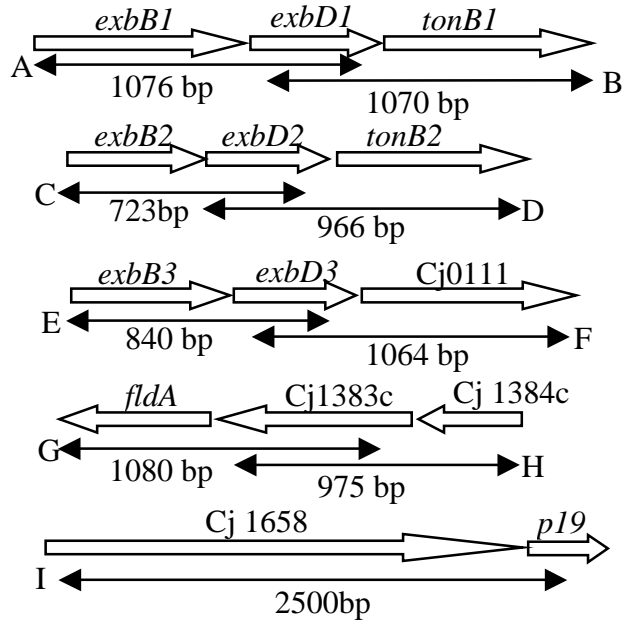 exbB1 exbD1 tonB1
A 1076 bp 1070 bp B
exbB2 exbD2 tonB2
C 723bp 966 bp D
exbB3 exbD3 Cj0111
E 840 bp 1064 bp F
fldA Cj1383c Cj 1384c
G 1080 bp 975 bp H
Cj 1658 p19
I 2500bp